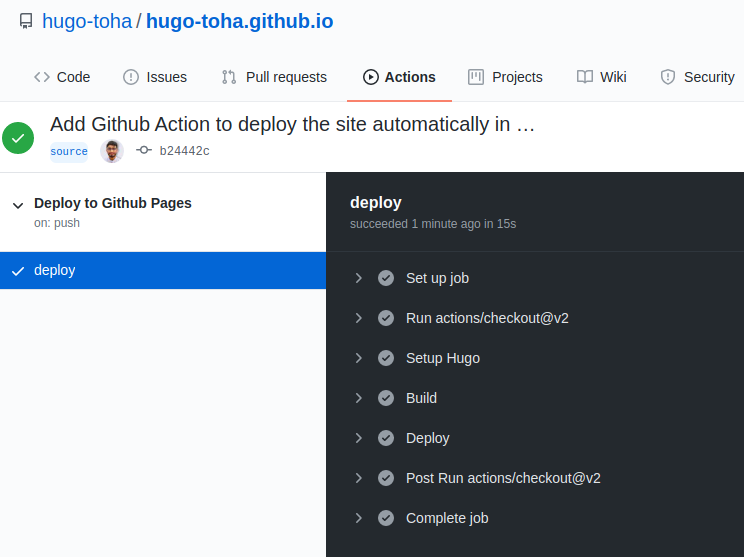 hugo-toha/hugo-toha.github.io
Code Issues Pull requests Actions Projects Wiki Security
Add Github Action to deploy the site automatically in …
source b24442c
Deploy to Github Pages
on: push
deploy
deploy
succeeded 1 minute ago in 15s
Set up job
Run actions/checkout@v2
Setup Hugo
Build
Deploy
Post Run actions/checkout@v2
Complete job